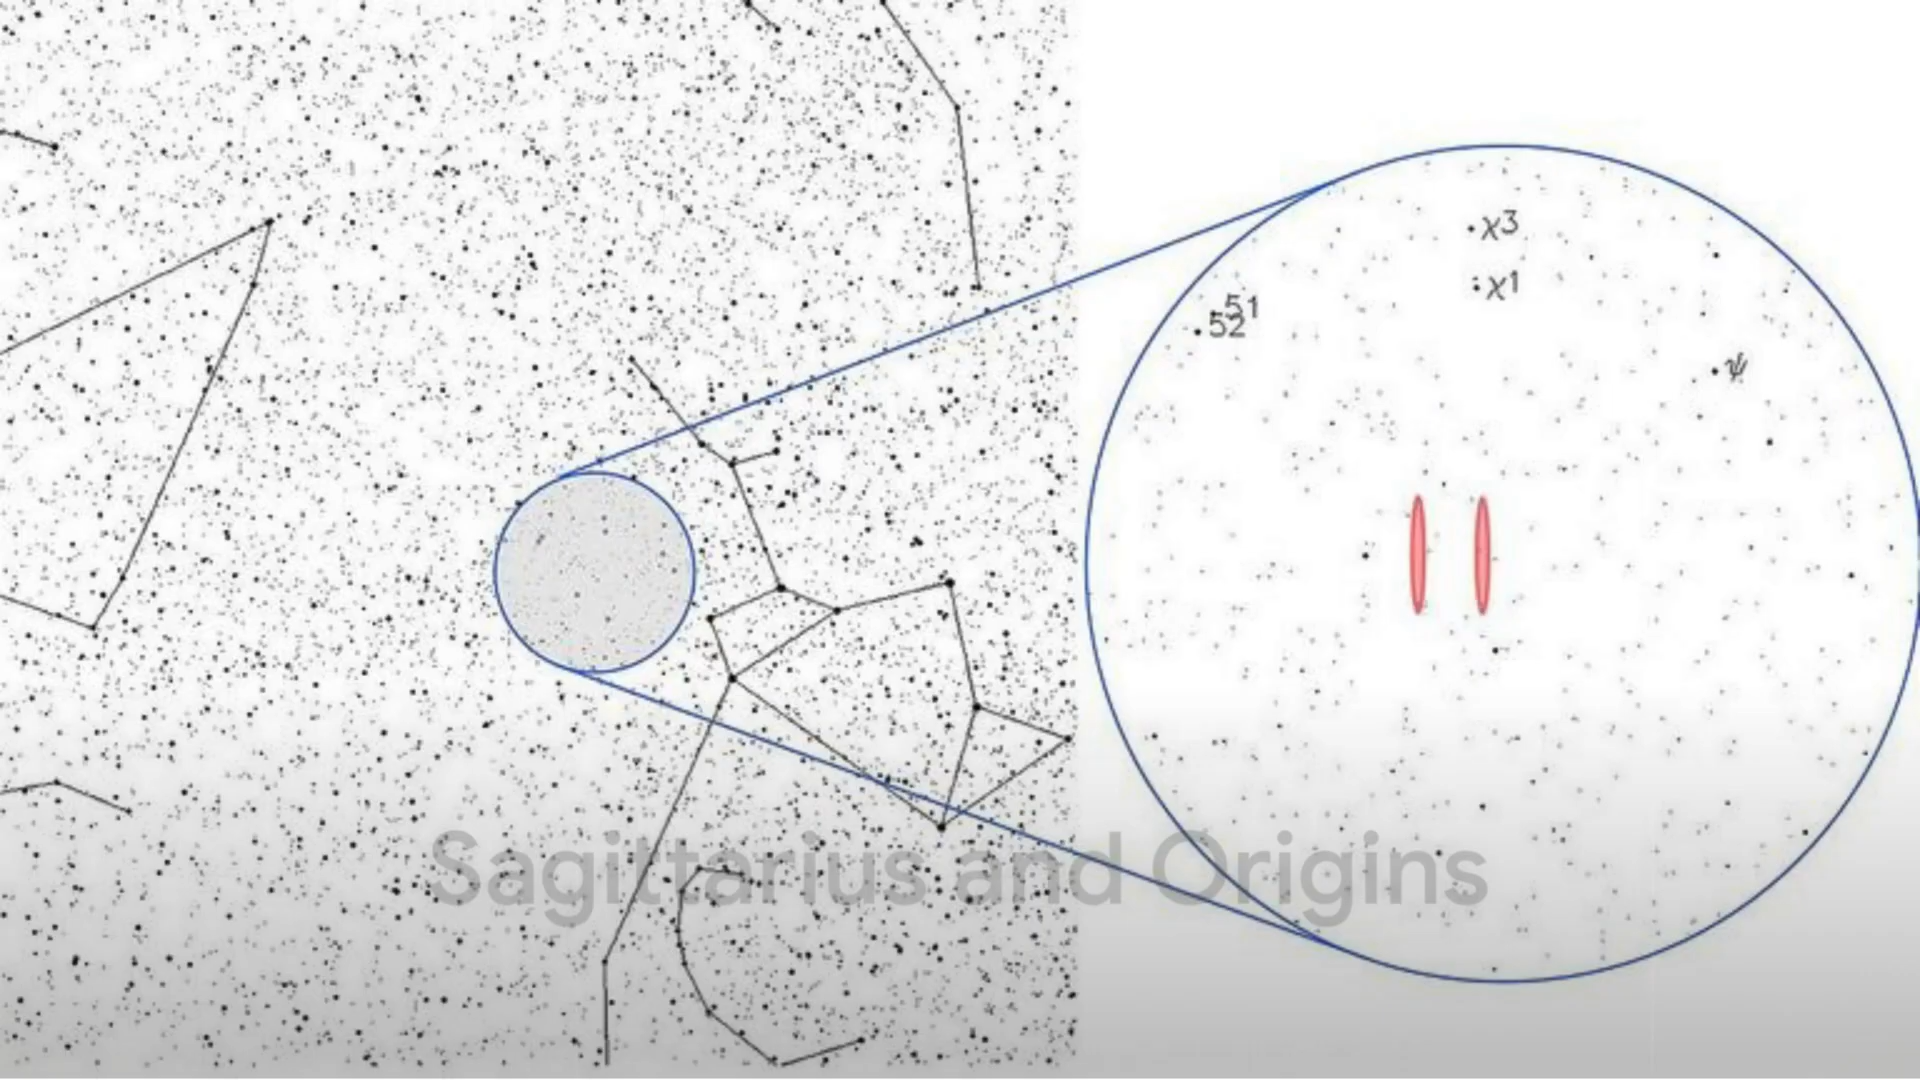 χ3
χ1
51
52
ψ
Sagittarius and Origins